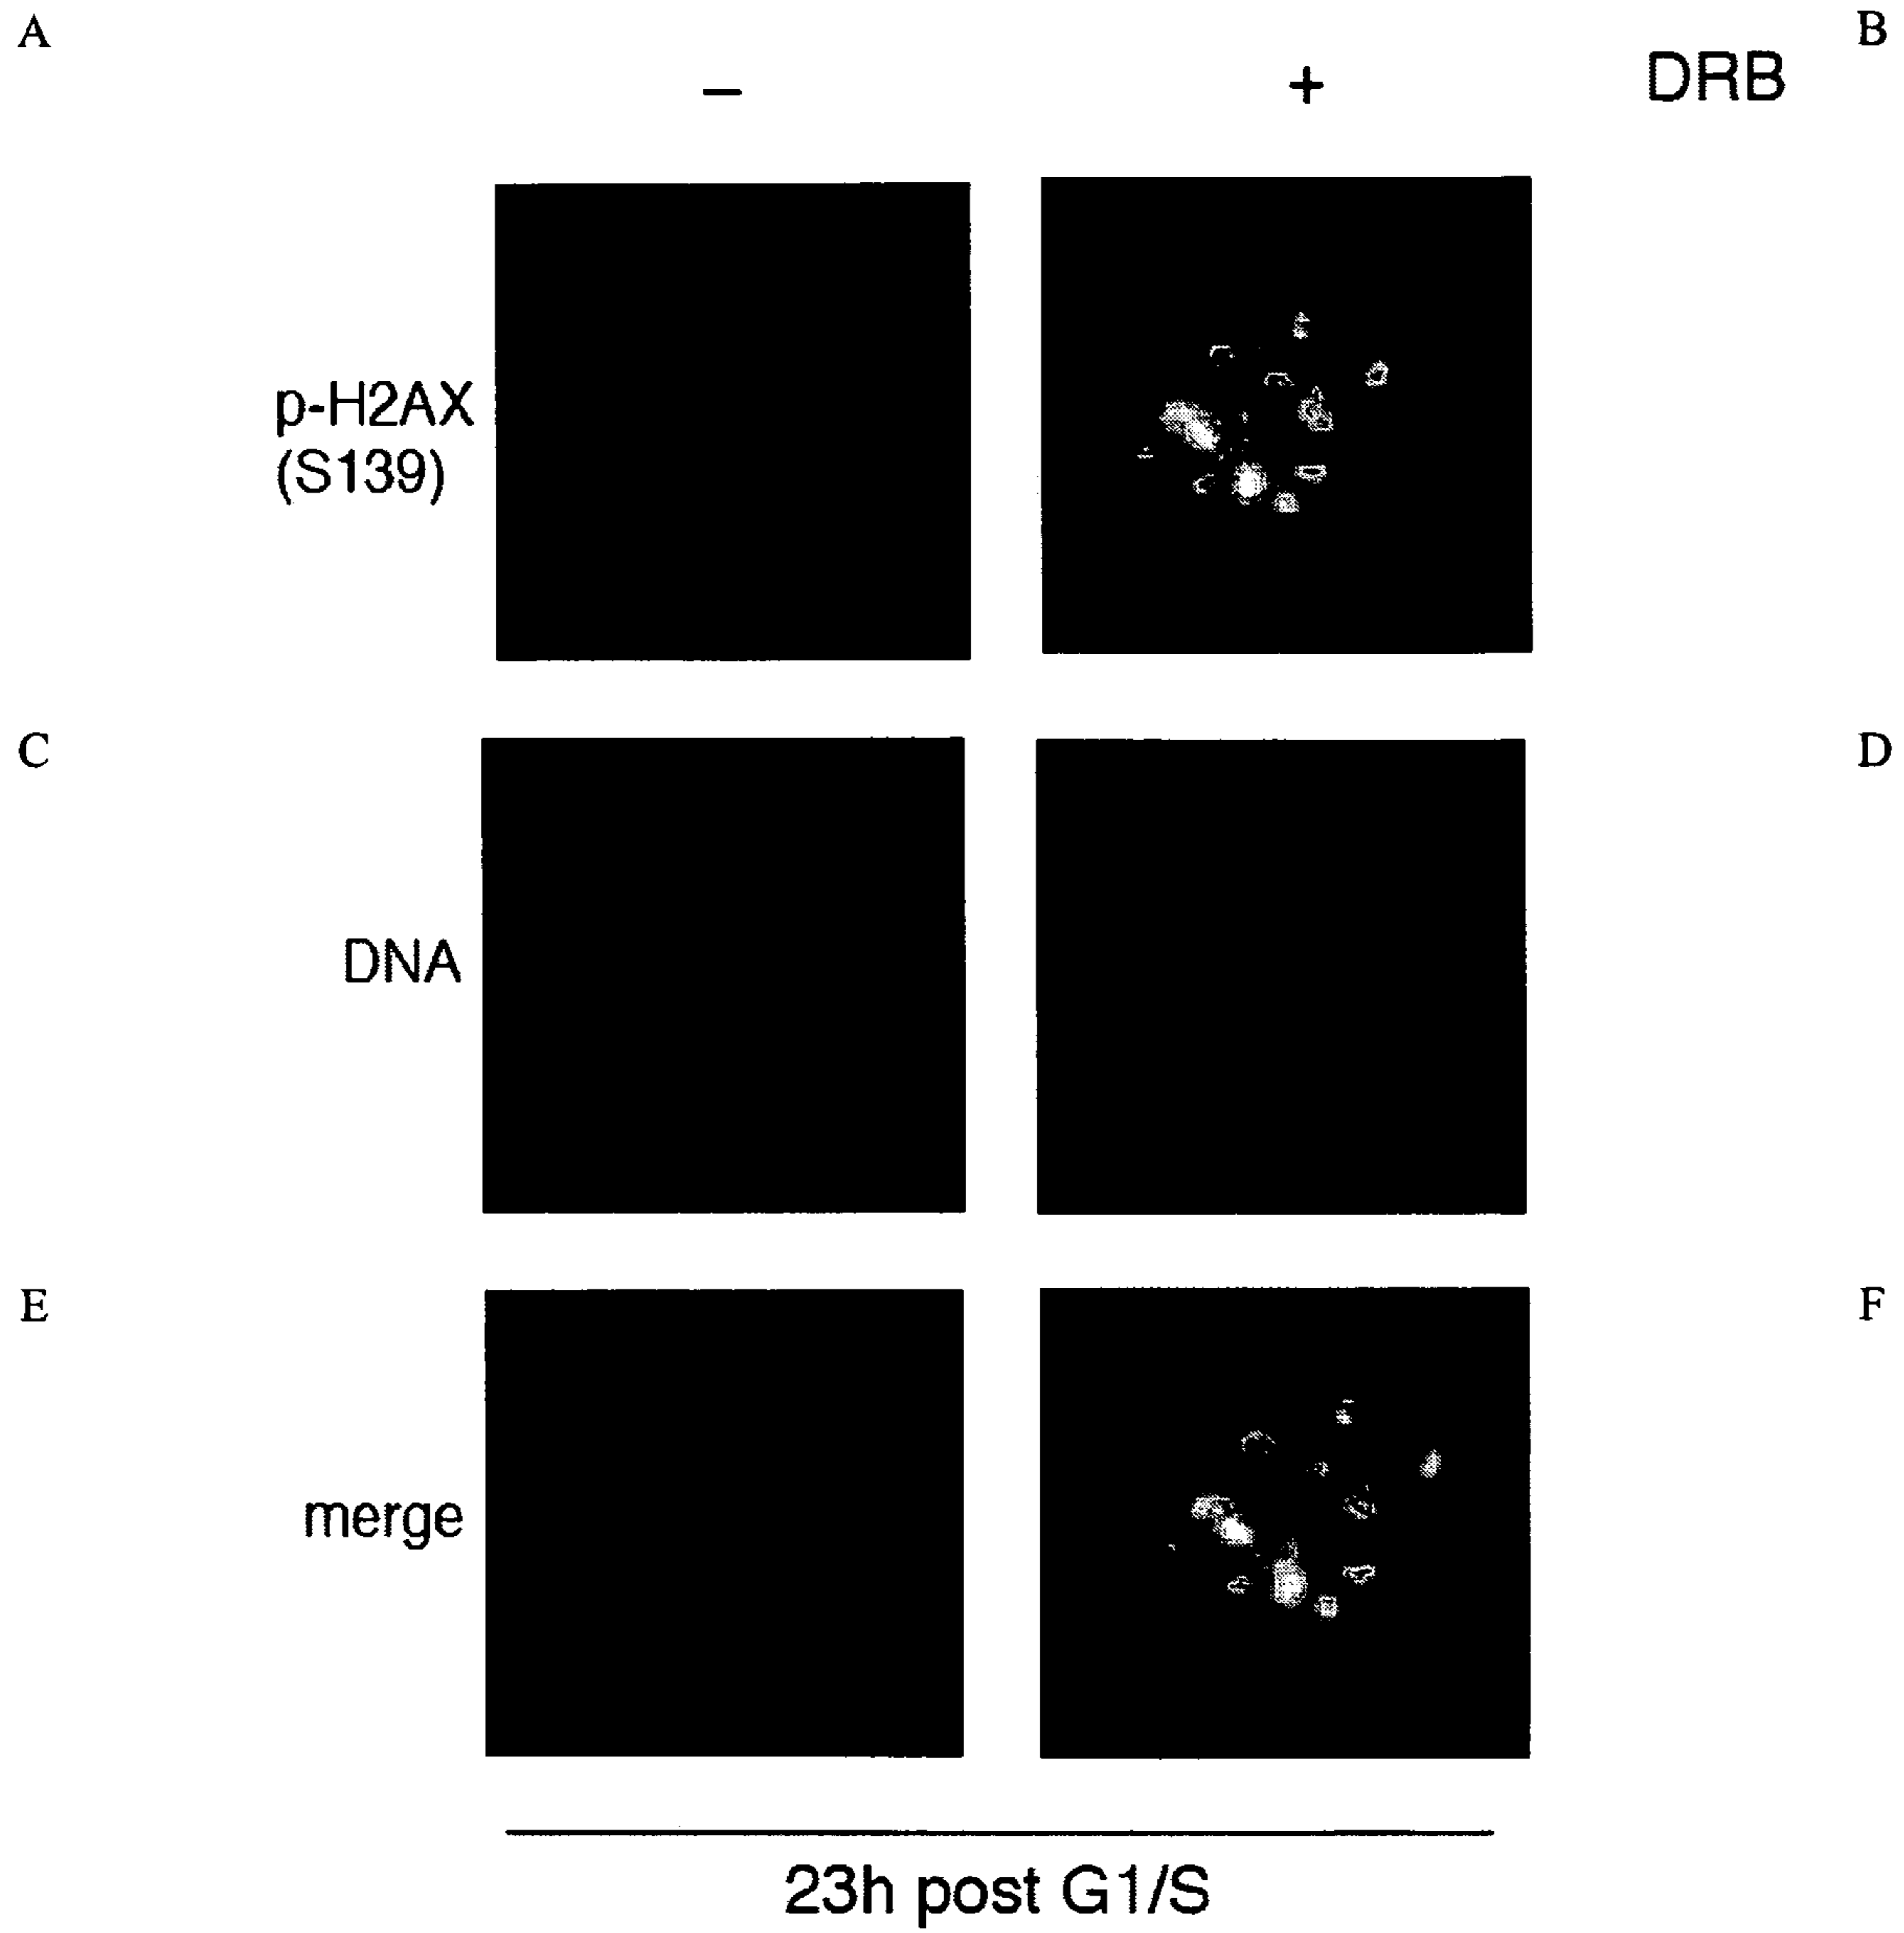 A
B
− + DRB
p-H2AX
(S139)
C
D
DNA
E
F
merge
23h post G1/S